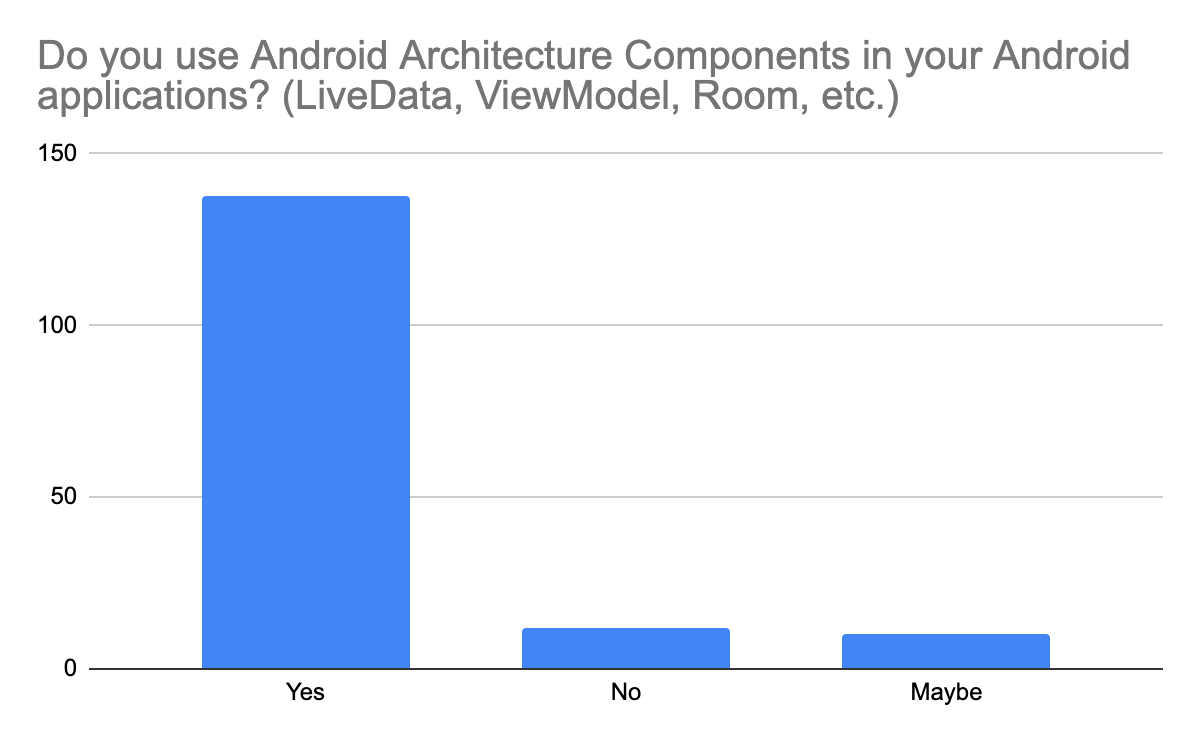 Do you use Android Architecture Components in your Android
applications? (LiveData, ViewModel, Room, etc.)
150
100
50
0
Yes No Maybe